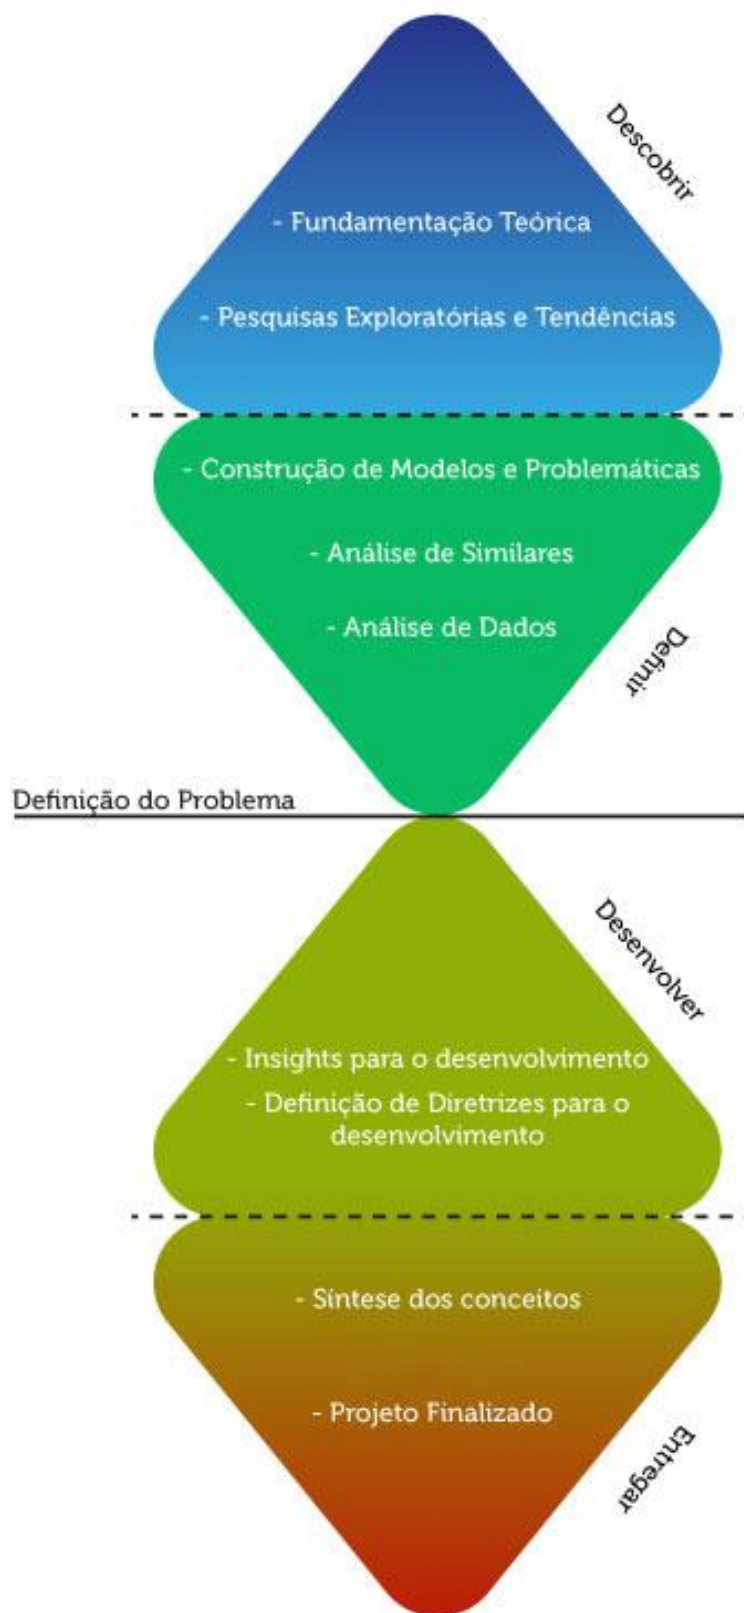 Descobrir
- Fundamentação Teórica
- Pesquisas Exploratórias e Tendências
- Construção de Modelos e Problemáticas
- Análise de Similares
- Análise de Dados
Definir
Definição do Problema
Desenvolver
- Insights para o desenvolvimento
- Definição de Diretrizes para o
desenvolvimento
- Síntese dos conceitos
- Projeto Finalizado
Entregar